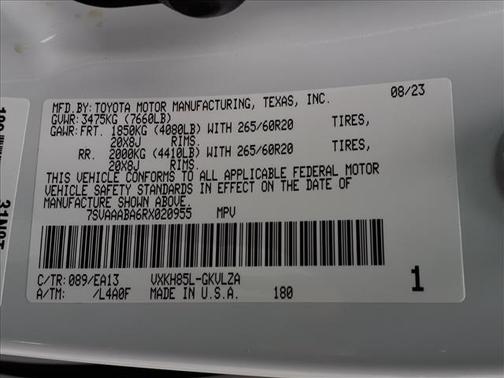 MFD.BY: TOYOTA MOTOR MANUFACTURING, TEXAS, INC. 08/23
GVWR: 3475KG (7660LB)
GAWR: FRT. 1850KG (4080LB) WITH 265/60R20 TIRES,
20X8J RIMS.
RR. 2000KG (4410LB) WITH 265/60R20 TIRES,
20X8J RIMS.
THIS VEHICLE CONFORMS TO ALL APPLICABLE FEDERAL MOTOR
VEHICLE SAFETY STANDARDS IN EFFECT ON THE DATE OF
MANUFACTURE SHOWN ABOVE.
7SVAAABA6RX020955 MPV
C/TR: 089/EA13 VXKH85L-GKVLZA
A/TM: /L4A0F MADE IN U.S.A. 180
1